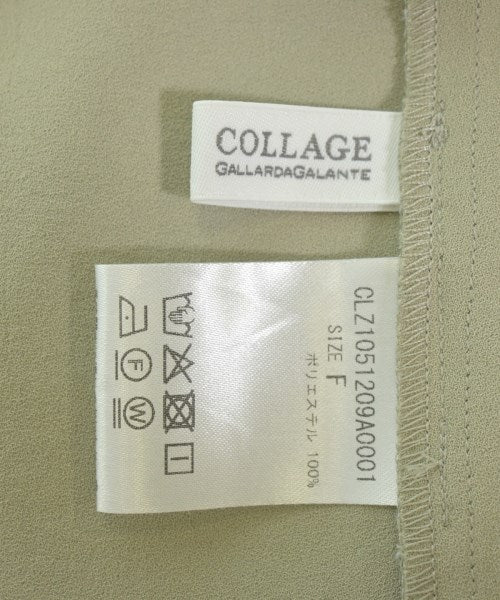 COLLAGE
GALLARDAGALANTE
CLZ1051209A0001
SIZE F
ポリエステル 100%